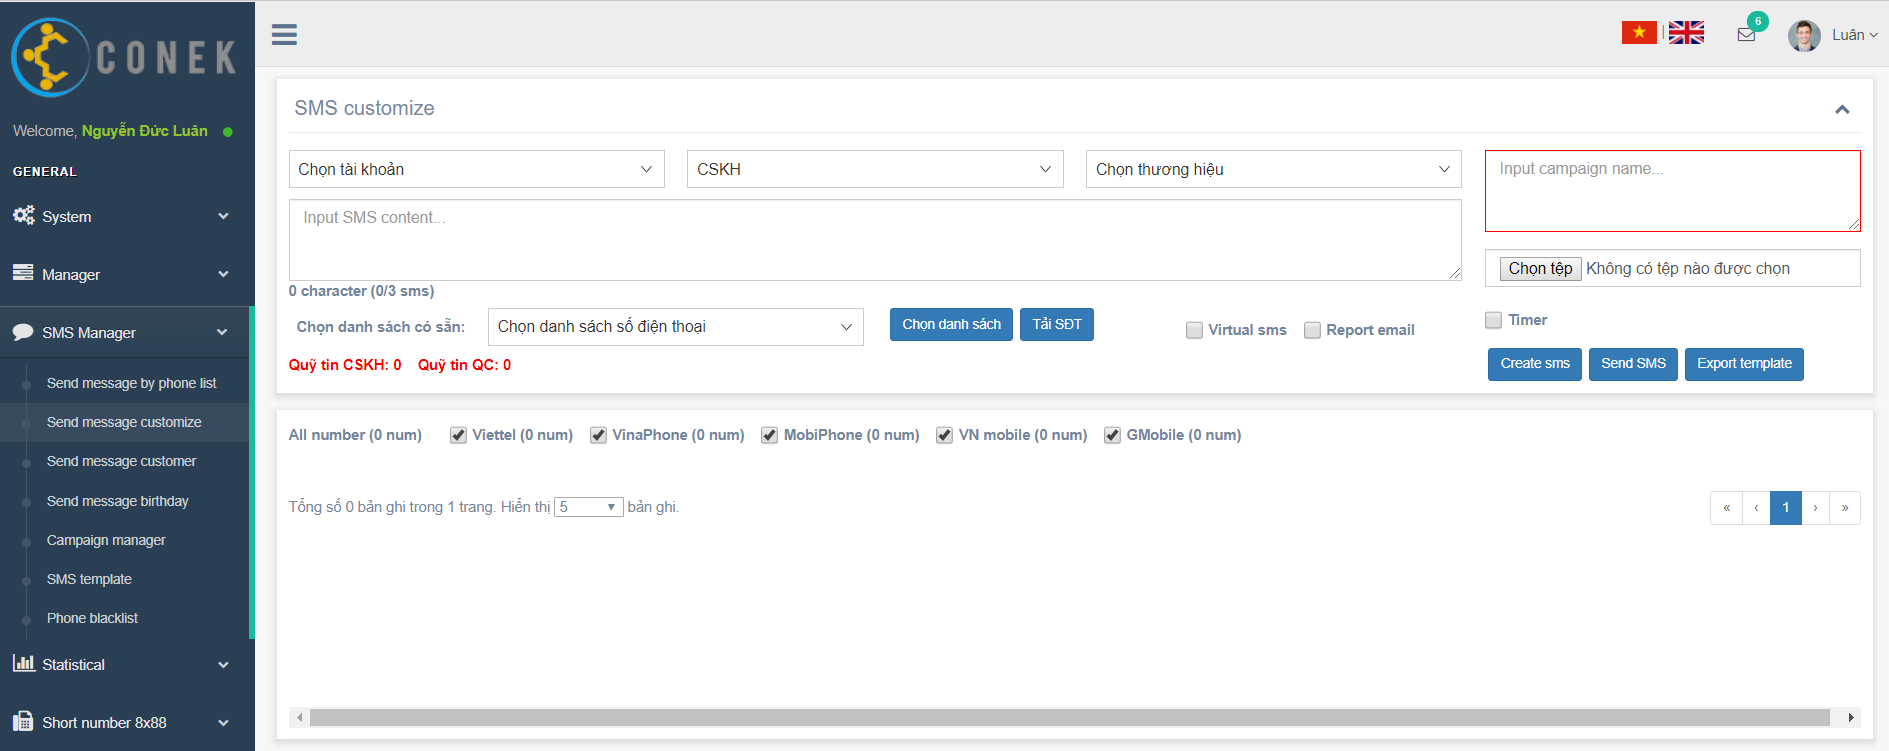 CONEK
6
Luân
Welcome, Nguyễn Đức Luân
GENERAL
System
Manager
SMS Manager
Send message by phone list
Send message customize
Send message customer
Send message birthday
Campaign manager
SMS template
Phone blacklist
Statistical
Short number 8x88
SMS customize
Chọn tài khoản
CSKH
Chọn thương hiệu
Input campaign name...
Input SMS content...
Chọn tệp Không có tệp nào được chọn
0 character (0/3 sms)
Chọn danh sách có sẵn:
Chọn danh sách số điện thoại
Chọn danh sách
Tải SĐT
Virtual sms
Report email
Timer
Quỹ tin CSKH: 0 Quỹ tin QC: 0
Create sms
Send SMS
Export template
All number (0 num) Viettel (0 num) VinaPhone (0 num) MobiPhone (0 num) VN mobile (0 num) GMobile (0 num)
Tổng số 0 bản ghi trong 1 trang. Hiển thị 5 bản ghi.
« ‹ 1 › »